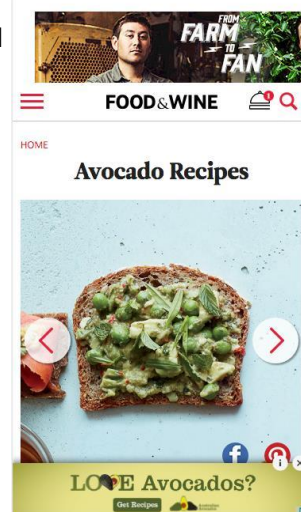 FROM
FARM
TO
FAN
FOOD&WINE
HOME
Avocado Recipes
LOVE Avocados?
Get Recipes